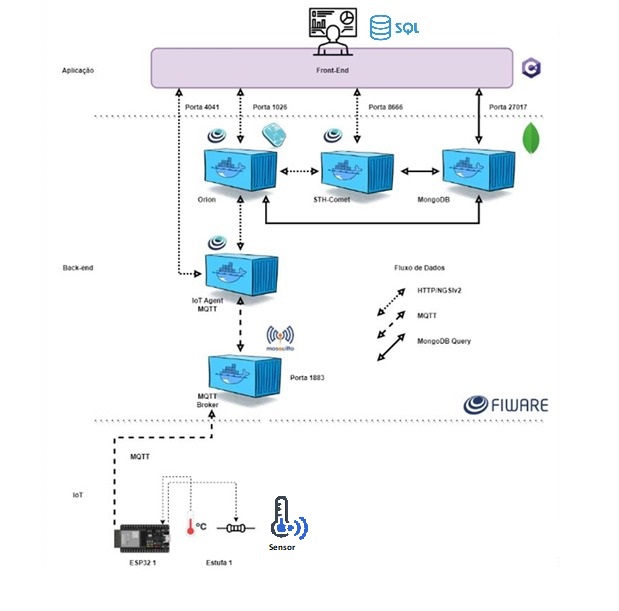 SQL
Aplicação
Front-End
Porta 4041
Porta 1026
Porta 8666
Porta 27017
Orion
STH-Comet
MongoDB
Back-end
IoT Agent
MQTT
Fluxo de Dados
HTTP/NGSIv2
MQTT
MongoDB Query
mosquitto
Porta 1883
MQTT
Broker
FIWARE
MQTT
IoT
°C
Sensor
ESP32 1
Estufa 1